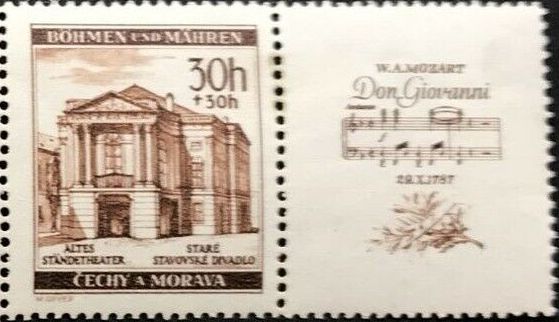 BÖHMEN UND MÄHREN
30h
+30h
ALTES STARÉ
STÄNDETHEATER STAVOVSKÉ DIVADLO
ČECHY A MORAVA
W.A.MOZART
Don Giovanni
29.X.1787